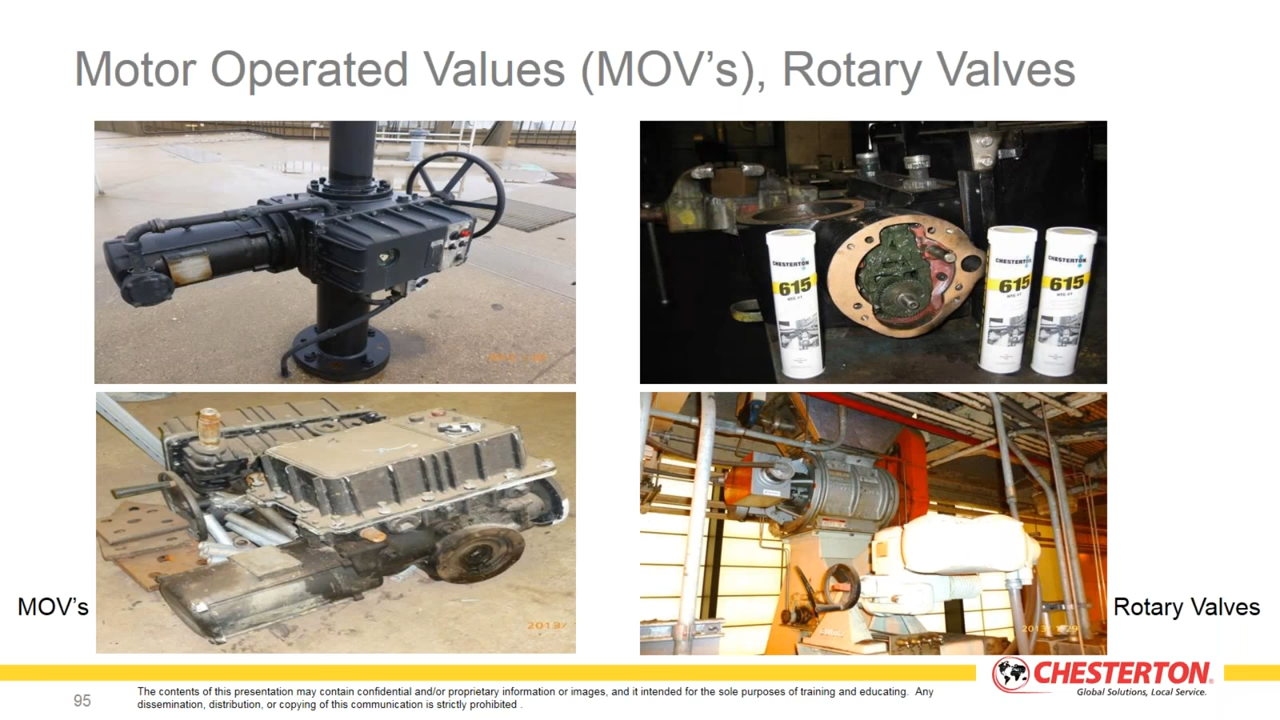 Motor Operated Values (MOV's), Rotary Valves
CHESTERTON
615
CHESTERTON
615
CHESTERTON
615
MOV's
2013/
2013/
Rotary Valves
CHESTERTON
Global Solutions, Local Service.
95
The contents of this presentation may contain confidential and/or proprietary information or images, and it intended for the sole purposes of training and educating. Any
dissemination, distribution, or copying of this communication is strictly prohibited .